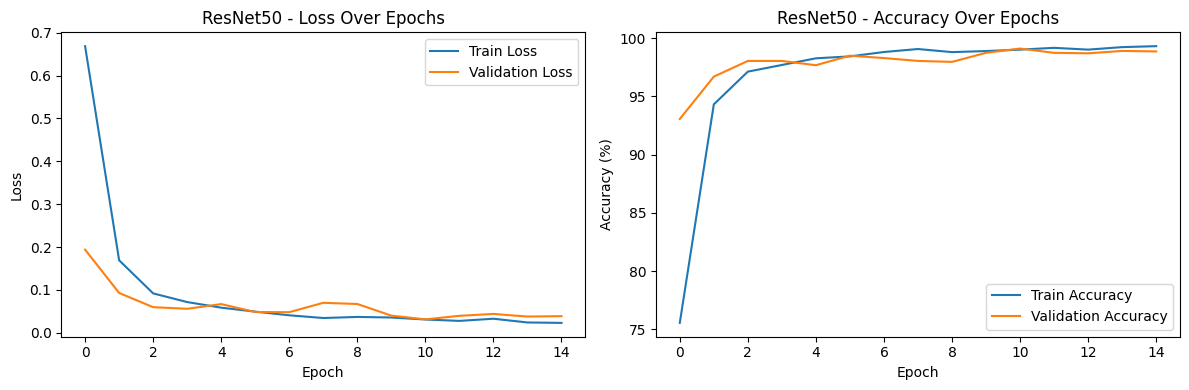 ResNet50 - Loss Over Epochs
0.7
0.6
0.5
0.4
0.3
0.2
0.1
0.0
Loss
Train Loss
Validation Loss
0 2 4 6 8 10 12 14
Epoch
ResNet50 - Accuracy Over Epochs
100
95
90
85
80
75
Accuracy (%)
Train Accuracy
Validation Accuracy
0 2 4 6 8 10 12 14
Epoch